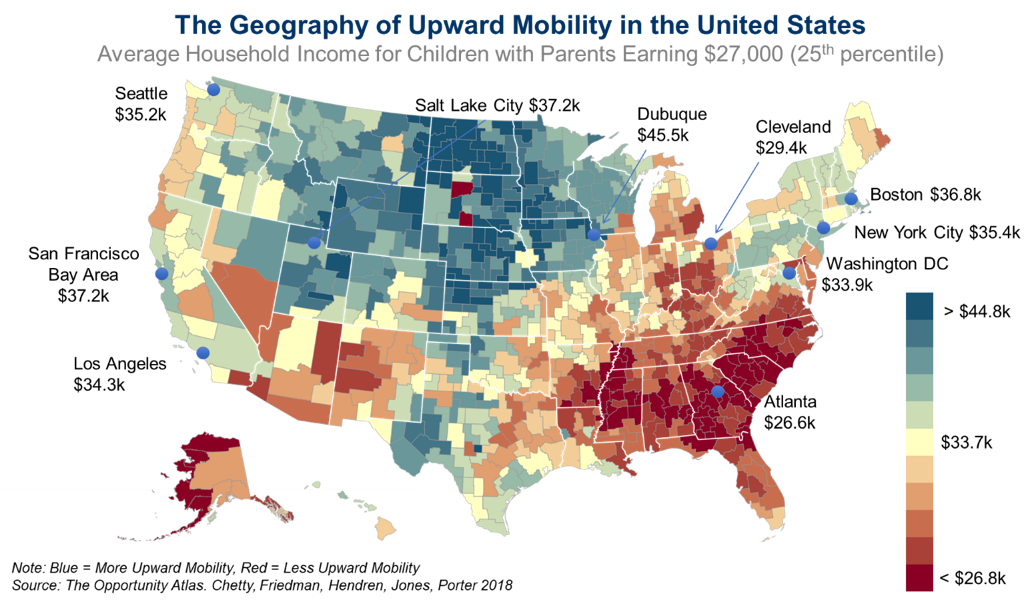 The Geography of Upward Mobility in the United States
Average Household Income for Children with Parents Earning $27,000 (25th percentile)
Seattle
$35.2k
Salt Lake City $37.2k
Dubuque
$45.5k
Cleveland
$29.4k
Boston $36.8k
New York City $35.4k
San Francisco
Bay Area
$37.2k
Washington DC
$33.9k
Los Angeles
$34.3k
Atlanta
$26.6k
> $44.8k
$33.7k
< $26.8k
Note: Blue = More Upward Mobility, Red = Less Upward Mobility
Source: The Opportunity Atlas. Chetty, Friedman, Hendren, Jones, Porter 2018